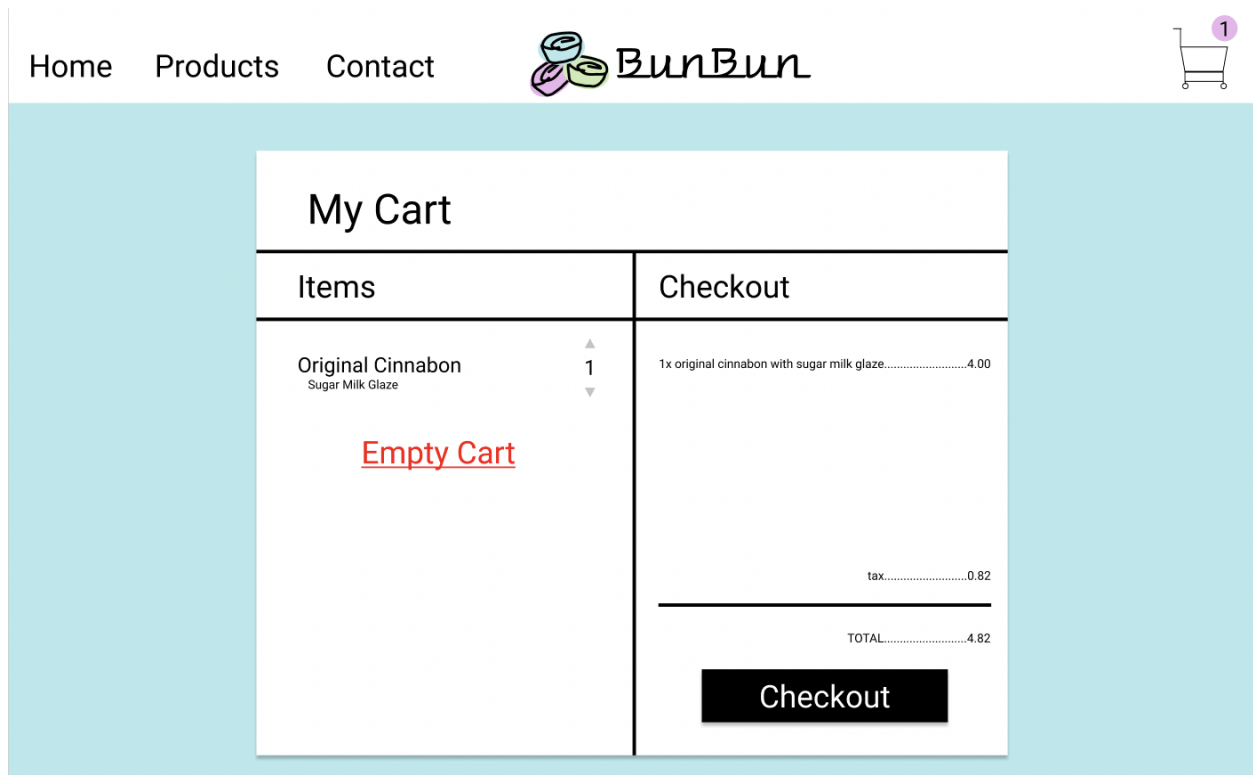 Home Products Contact BunBun 1
My Cart
Items
Original Cinnabon 1
Sugar Milk Glaze
Empty Cart
Checkout
1x original cinnabon with sugar milk glaze.........................4.00
tax.........................0.82
TOTAL.........................4.82
Checkout